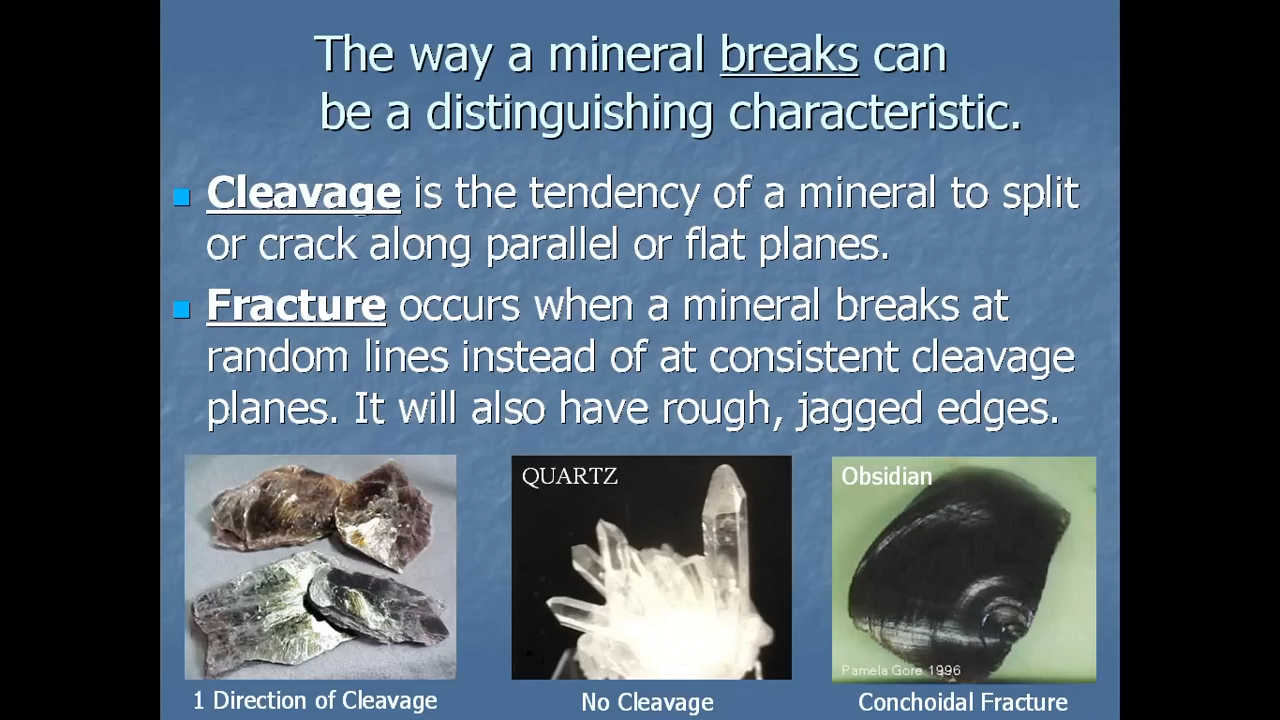 The way a mineral breaks can
be a distinguishing characteristic.
Cleavage is the tendency of a mineral to split
or crack along parallel or flat planes.
Fracture occurs when a mineral breaks at
random lines instead of at consistent cleavage
planes. It will also have rough, jagged edges.
QUARTZ
Obsidian
Pamela Gore 1996
1 Direction of Cleavage
No Cleavage
Conchoidal Fracture